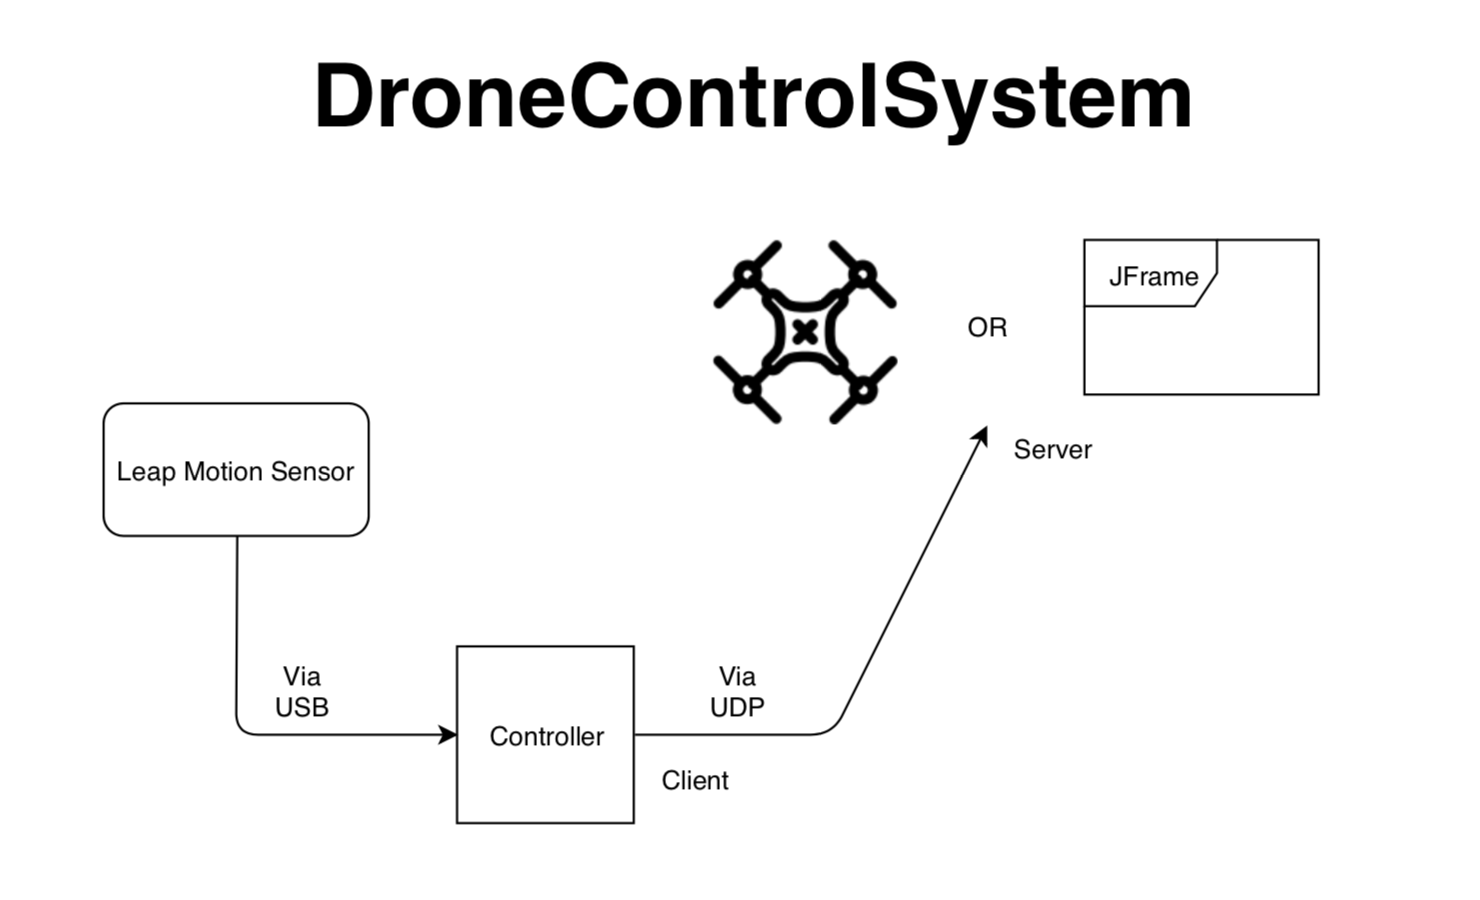 DroneControlSystem
JFrame
OR
Server
Leap Motion Sensor
Via
USB
Controller
Via
UDP
Client